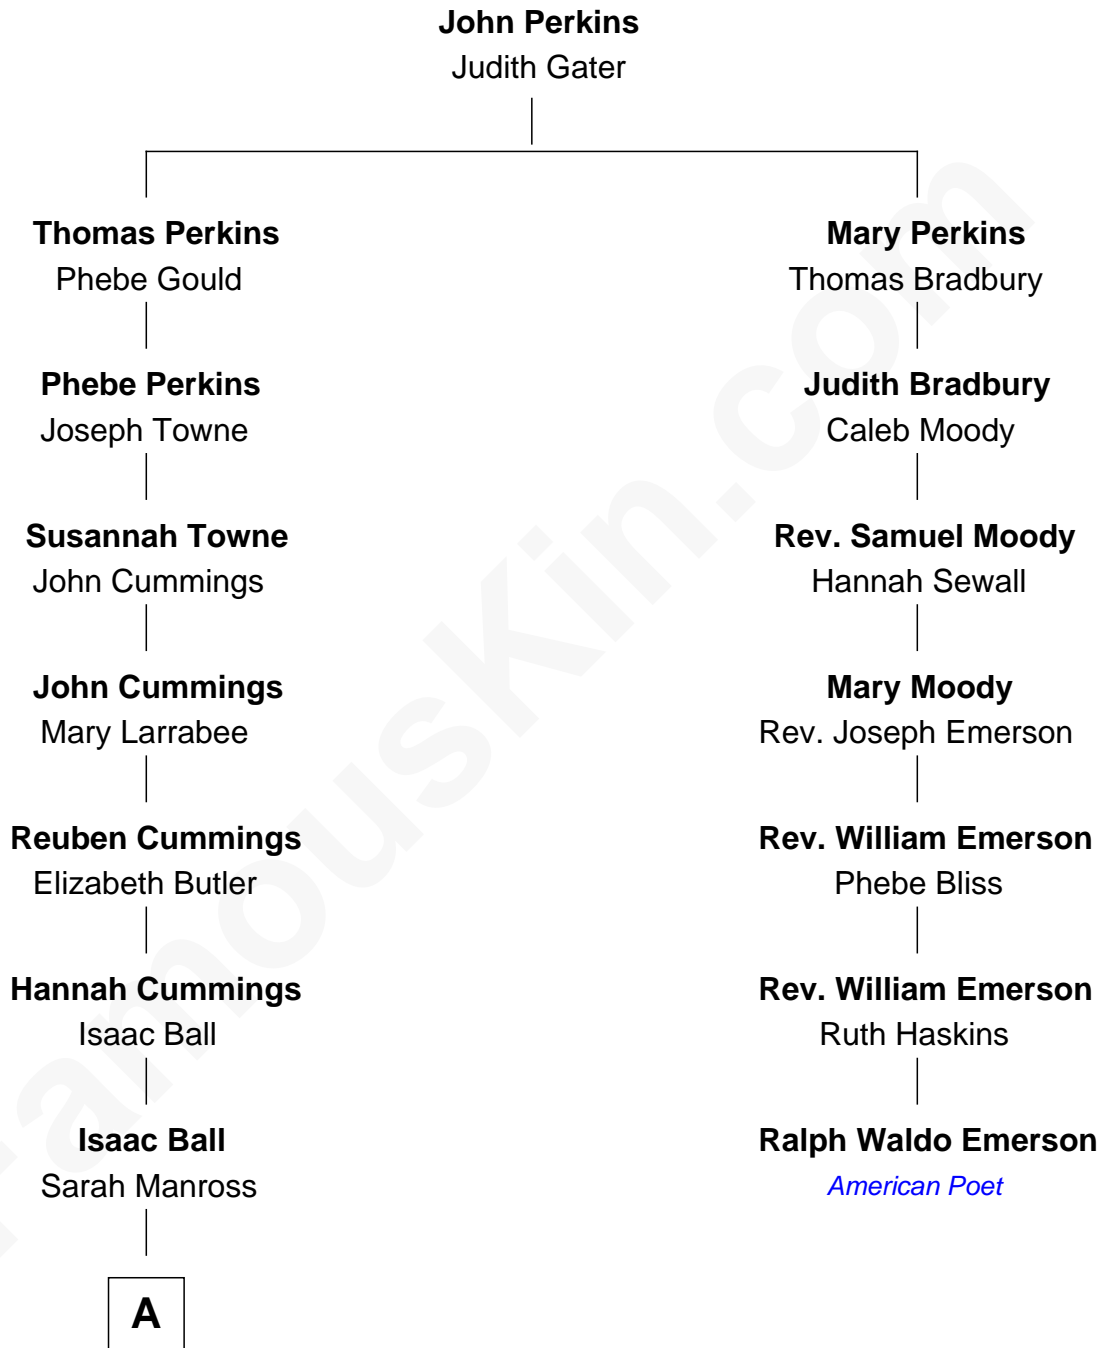 John Perkins
Judith Gater
Thomas Perkins
Phebe Gould
Mary Perkins
Thomas Bradbury
Phebe Perkins
Joseph Towne
Judith Bradbury
Caleb Moody
Susannah Towne
John Cummings
Rev. Samuel Moody
Hannah Sewall
John Cummings
Mary Larrabee
Mary Moody
Rev. Joseph Emerson
Reuben Cummings
Elizabeth Butler
Rev. William Emerson
Phebe Bliss
Hannah Cummings
Isaac Ball
Rev. William Emerson
Ruth Haskins
Isaac Ball
Sarah Manross
Ralph Waldo Emerson
American Poet
A
FamousKin.com